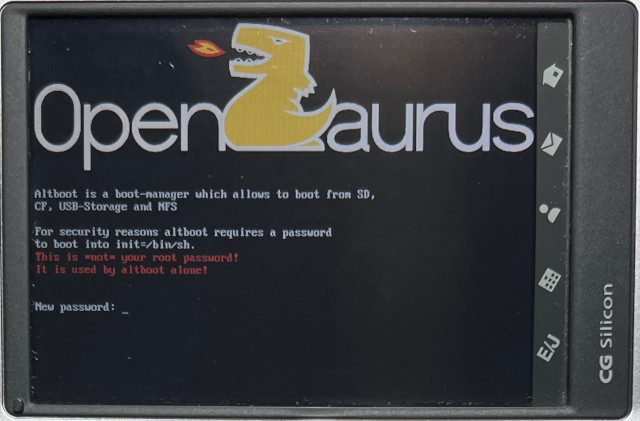 OpenZaurus
Altboot is a boot-manager which allows to boot from SD,
CF, USB-Storage and NFS
For security reasons altboot requires a password
to boot into init=/bin/sh.
This is *not* your root password!
It is used by altboot alone!
New password: _
E/J
CG Silicon